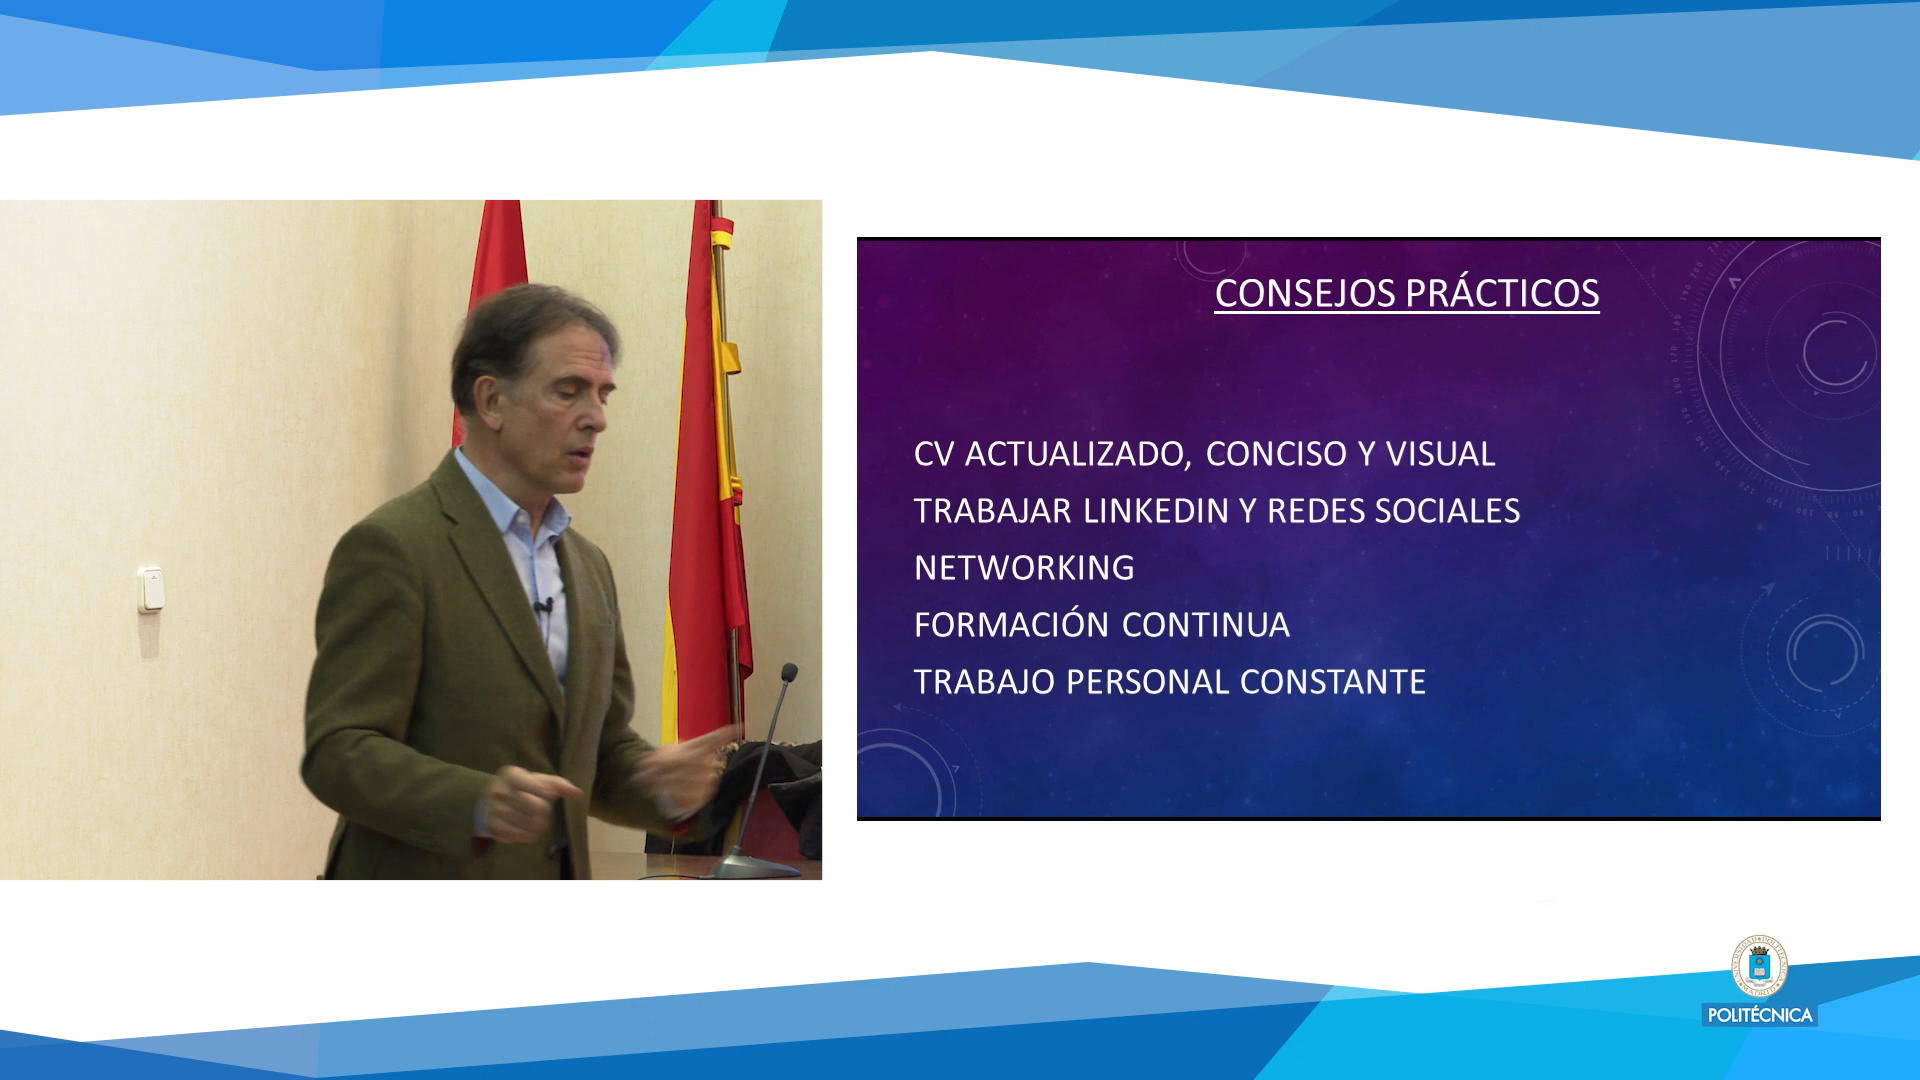 CONSEJOS PRÁCTICOS
CV ACTUALIZADO, CONCISO Y VISUAL
TRABAJAR LINKEDIN Y REDES SOCIALES
NETWORKING
FORMACIÓN CONTINUA
TRABAJO PERSONAL CONSTANTE
POLITÉCNICA